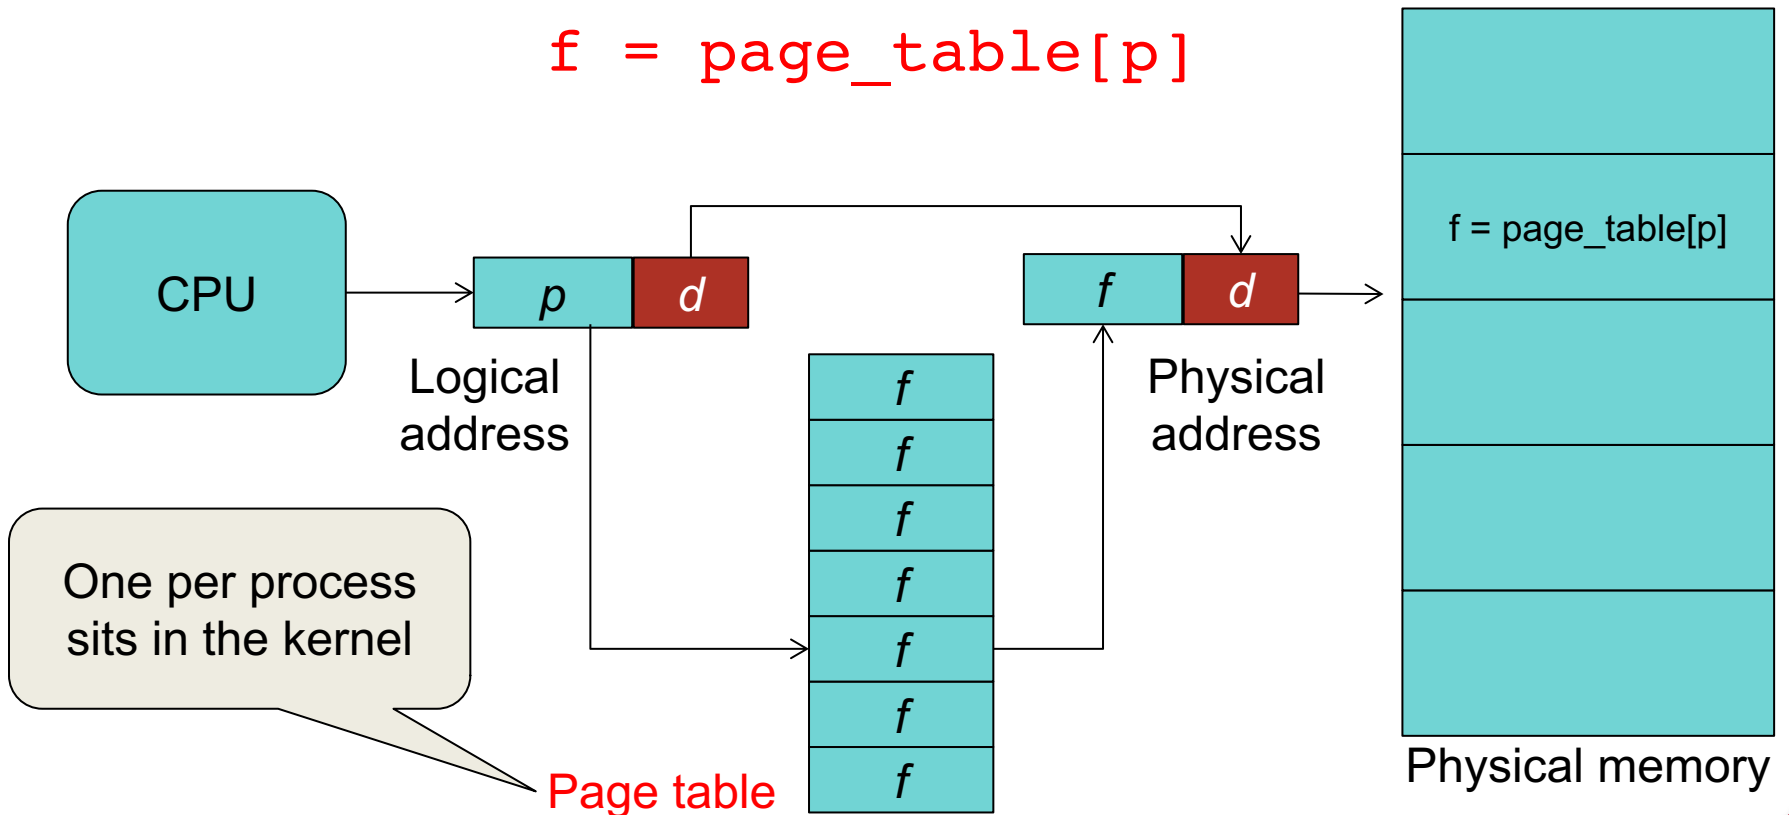 f = page_table[p]
CPU
p
d
Logical
address
f
d
Physical
address
f
f
f
f
f
f
f
Page table
One per process
sits in the kernel
f = page_table[p]
Physical memory